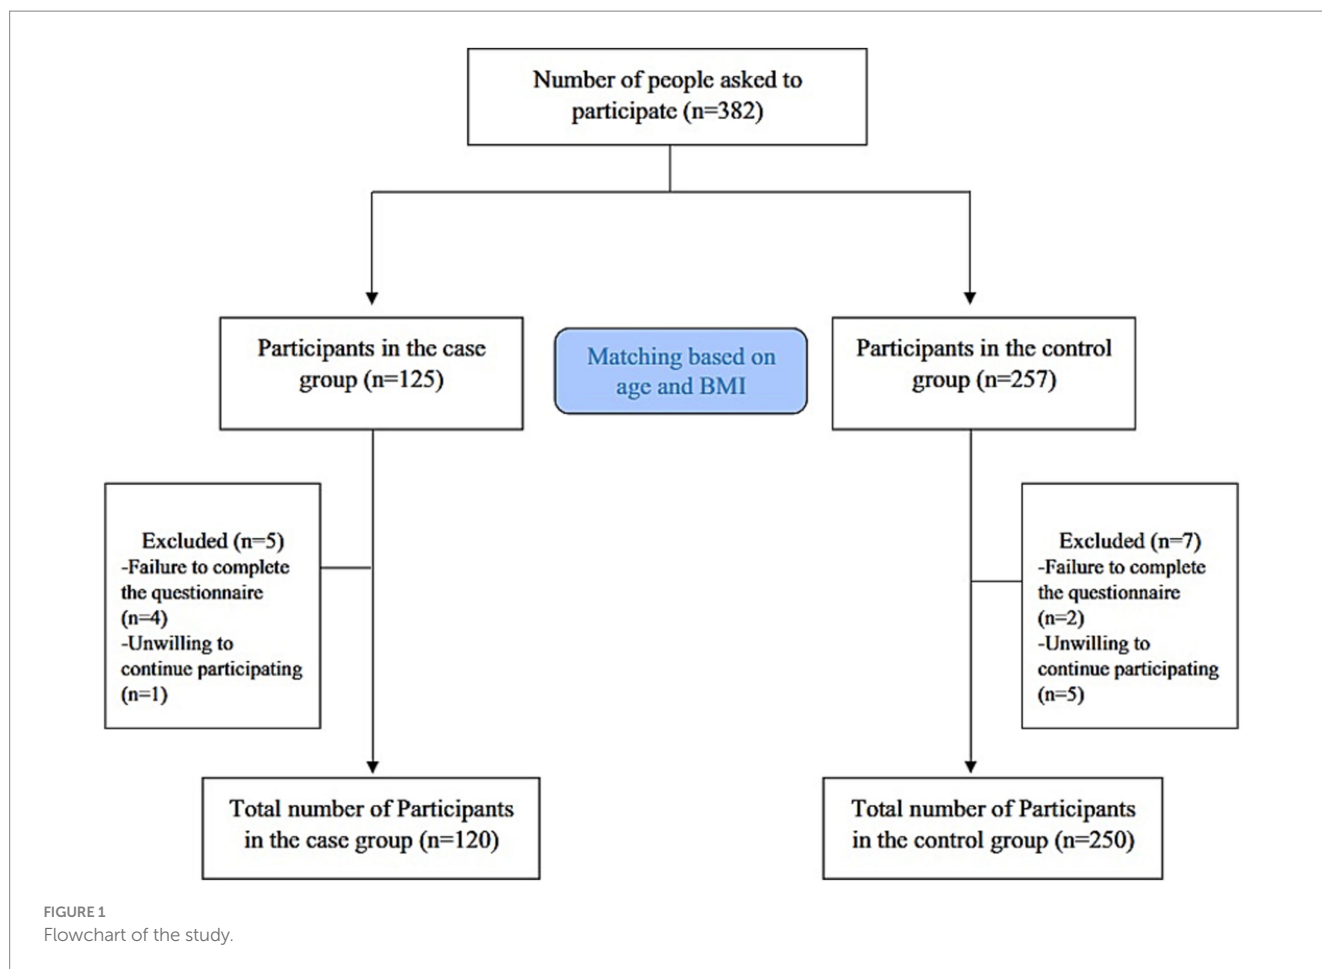 Number of people asked to
participate (n=382)
Participants in the case
group (n=125)
Matching based on
age and BMI
Participants in the control
group (n=257)
Excluded (n=5)
-Failure to complete
the questionnaire
(n=4)
-Unwilling to
continue participating
(n=1)
Excluded (n=7)
-Failure to complete
the questionnaire
(n=2)
-Unwilling to
continue participating
(n=5)
Total number of Participants
in the case group (n=120)
Total number of Participants
in the control group (n=250)
FIGURE 1
Flowchart of the study.